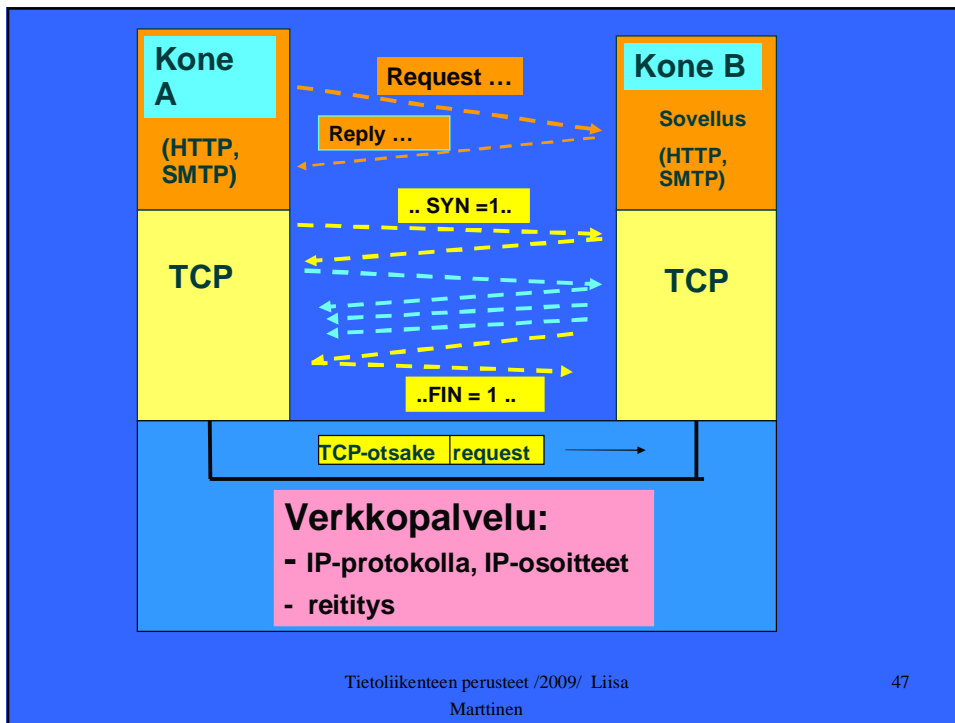 Kone
A
(HTTP,
SMTP)
TCP
Request …
Reply …
.. SYN =1..
..FIN = 1 ..
Kone B
Sovellus
(HTTP,
SMTP)
TCP
TCP-otsake request
Verkkopalvelu:
- IP-protokolla, IP-osoitteet
- reititys
Tietoliikenteen perusteet /2009/ Liisa
Marttinen
47